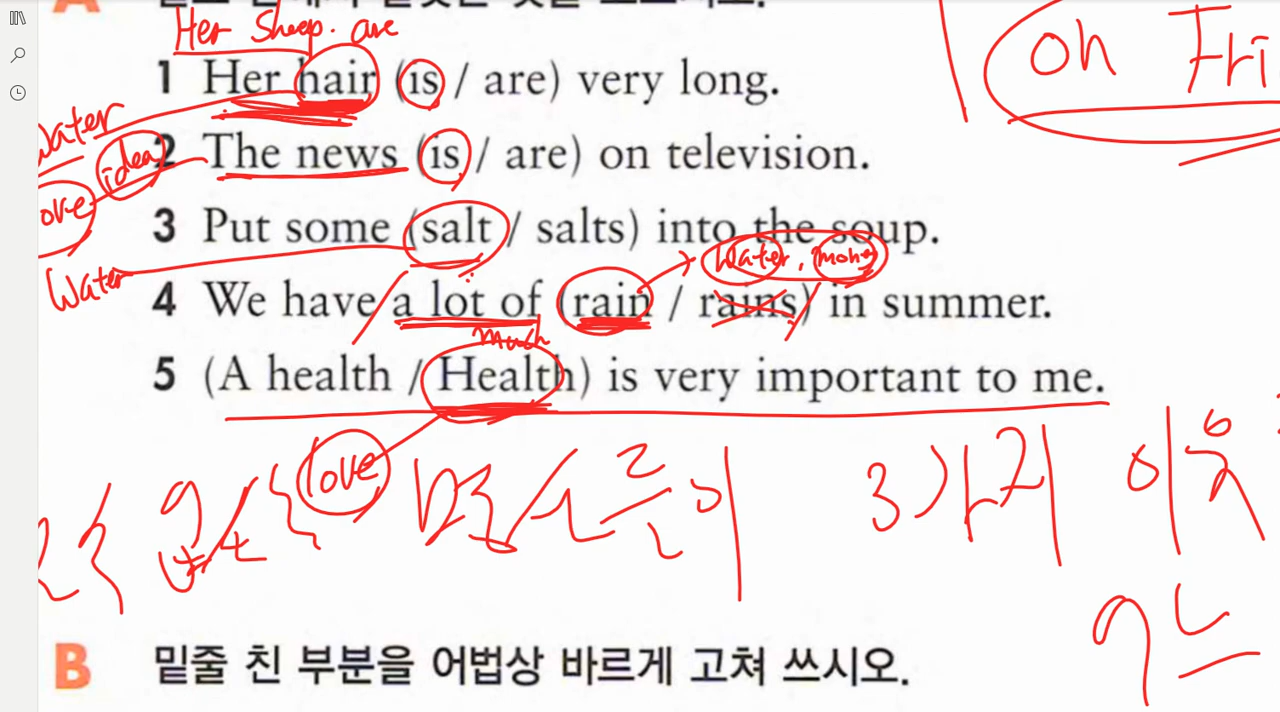 Her Sheep. are
on Fri
1 Her hair (is / are) very long.
water
idea
2 The news (is / are) on television.
ove
3 Put some (salt / salts) into the soup.
Water
water, mone
4 We have a lot of (rain / rains) in summer.
much
5 (A health / Health) is very important to me.
love
3가지 이유
B 밑줄 친 부분을 어법상 바르게 고쳐 쓰시오.